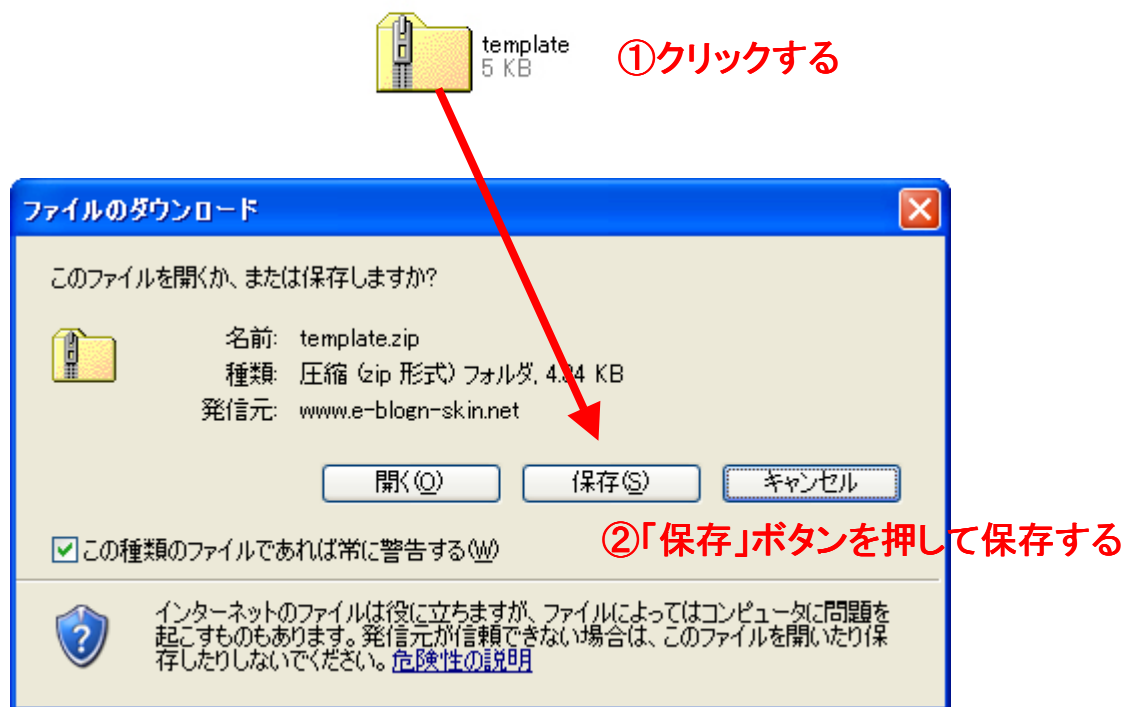 template
5 KB
①クリックする
ファイルのダウンロード
このファイルを開くか、または保存しますか?
名前: template.zip
種類: 圧縮 (zip 形式) フォルダ, 4.94 KB
発信元: www.e-blogn-skin.net
開く(O) 保存(S) キャンセル
②「保存」ボタンを押して保存する
この種類のファイルであれば常に警告する(W)
インターネットのファイルは役に立ちますが、ファイルによってはコンピュータに問題を
起こすものもあります。発信元が信頼できない場合は、このファイルを開いたり保
存したりしないでください。危険性の説明